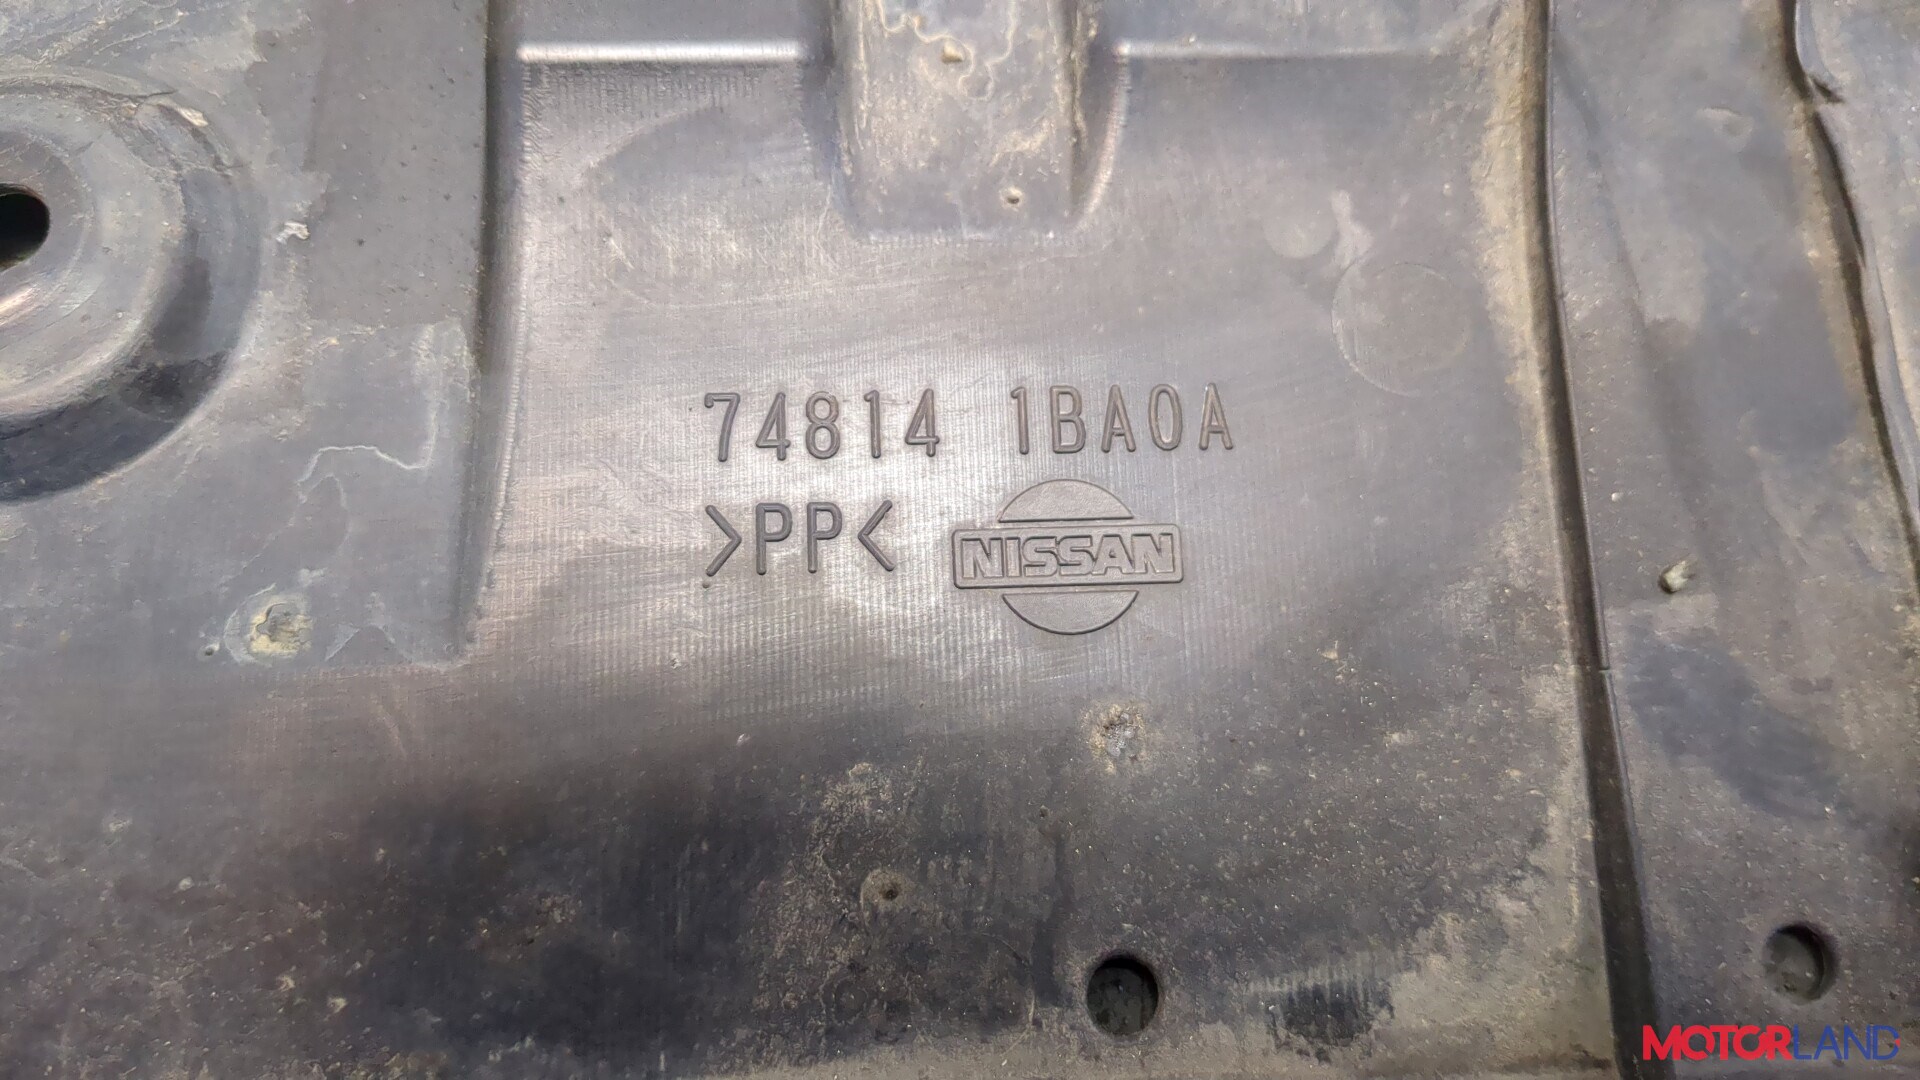 74814 1BA0A
>PP<
NISSAN
MOTORLAND